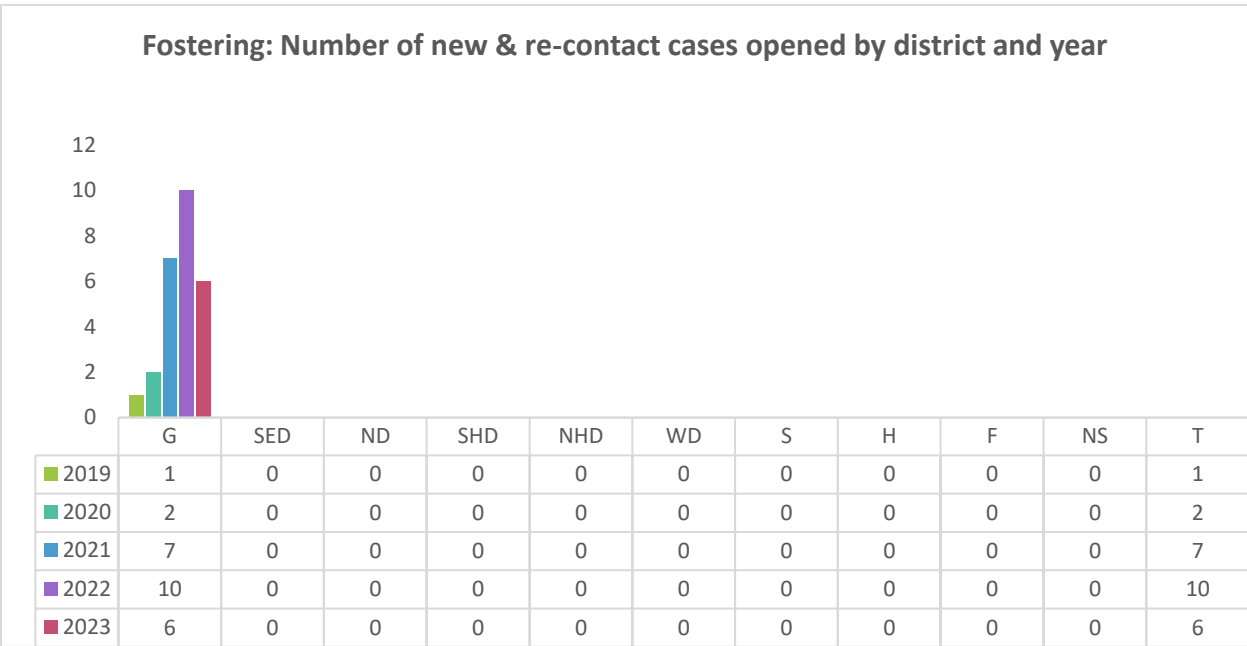 Fostering: Number of new & re-contact cases opened by district and year
12
10
8
6
4
2
0
G SED ND SHD NHD WD S H F NS T
2019 1 0 0 0 0 0 0 0 0 0 1
2020 2 0 0 0 0 0 0 0 0 0 2
2021 7 0 0 0 0 0 0 0 0 0 7
2022 10 0 0 0 0 0 0 0 0 0 10
2023 6 0 0 0 0 0 0 0 0 0 6